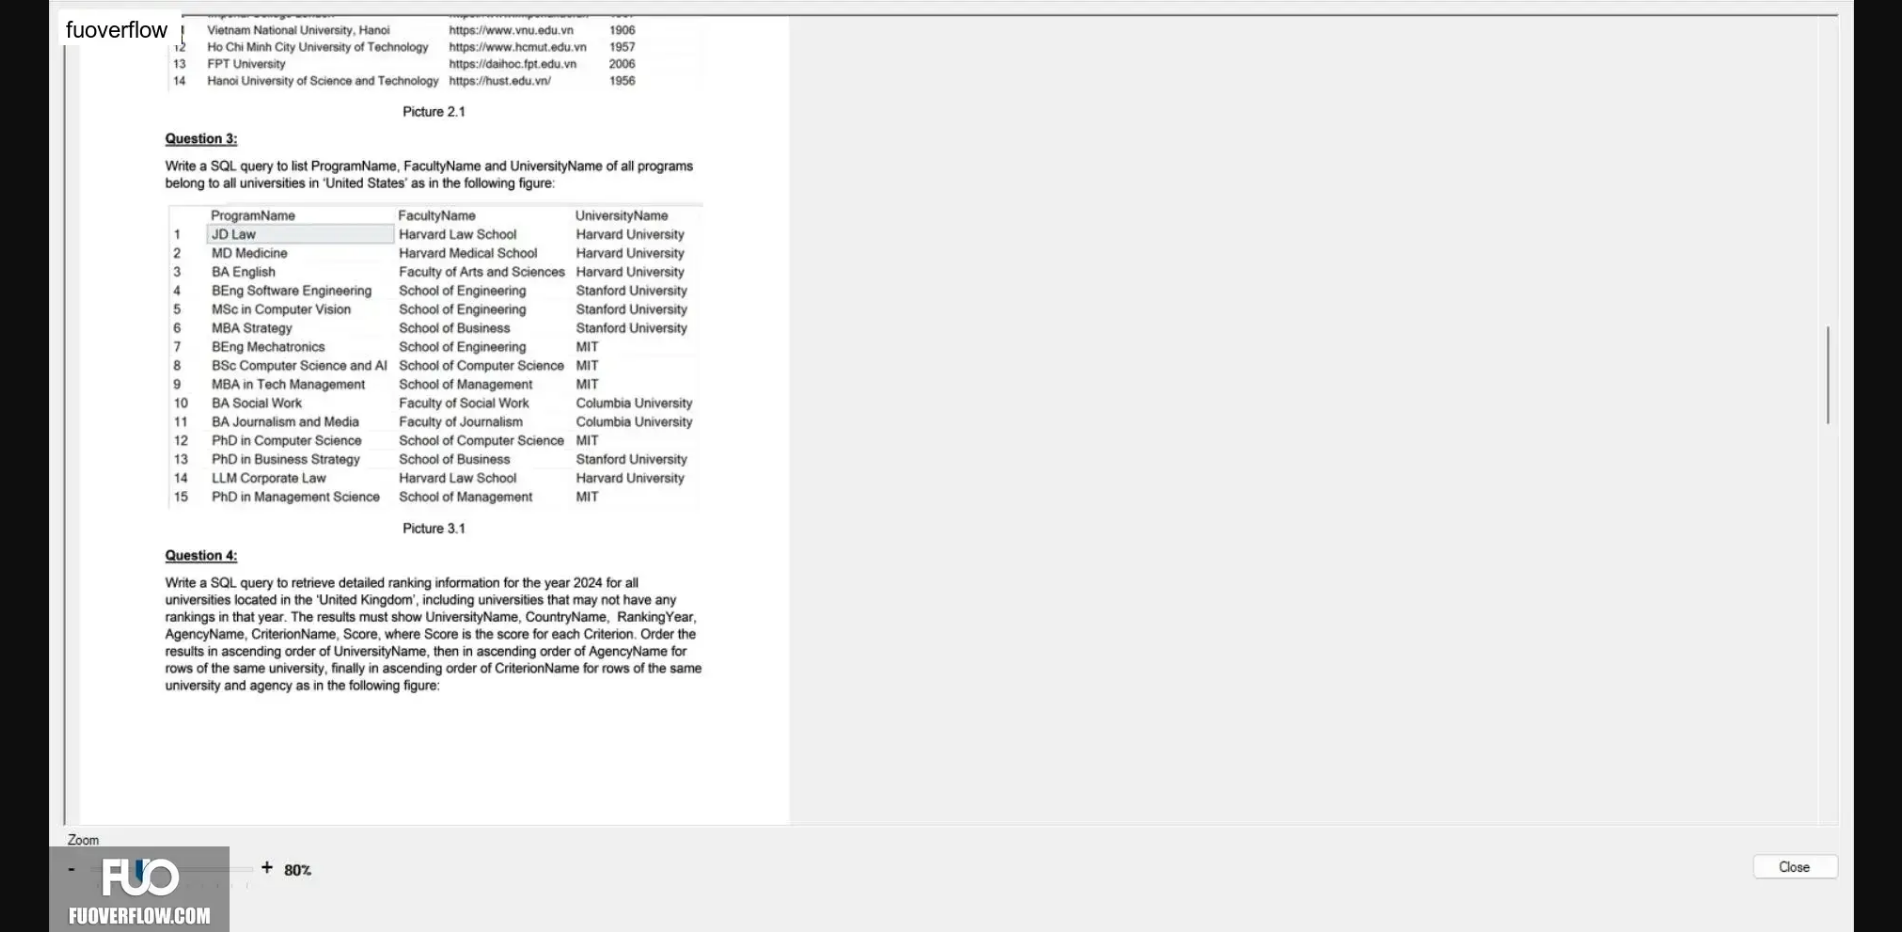 fuoverflow
Vietnam National University, Hanoi https://www.vnu.edu.vn 1906
12 Ho Chi Minh City University of Technology https://www.hcmut.edu.vn 1957
13 FPT University https://daihoc.fpt.edu.vn 2006
14 Hanoi University of Science and Technology https://hust.edu.vn/ 1956
Picture 2.1
Question 3:
Write a SQL query to list ProgramName, FacultyName and UniversityName of all programs
belong to all universities in 'United States' as in the following figure:
ProgramName FacultyName UniversityName
1 JD Law Harvard Law School Harvard University
2 MD Medicine Harvard Medical School Harvard University
3 BA English Faculty of Arts and Sciences Harvard University
4 BEng Software Engineering School of Engineering Stanford University
5 MSc in Computer Vision School of Engineering Stanford University
6 MBA Strategy School of Business Stanford University
7 BEng Mechatronics School of Engineering MIT
8 BSc Computer Science and AI School of Computer Science MIT
9 MBA in Tech Management School of Management MIT
10 BA Social Work Faculty of Social Work Columbia University
11 BA Journalism and Media Faculty of Journalism Columbia University
12 PhD in Computer Science School of Computer Science MIT
13 PhD in Business Strategy School of Business Stanford University
14 LLM Corporate Law Harvard Law School Harvard University
15 PhD in Management Science School of Management MIT
Picture 3.1
Question 4:
Write a SQL query to retrieve detailed ranking information for the year 2024 for all
universities located in the 'United Kingdom', including universities that may not have any
rankings in that year. The results must show UniversityName, CountryName, RankingYear,
AgencyName, CriterionName, Score, where Score is the score for each Criterion. Order the
results in ascending order of UniversityName, then in ascending order of AgencyName for
rows of the same university, finally in ascending order of CriterionName for rows of the same
university and agency as in the following figure:
Zoom
- + 80%
Close
FUO
FUOVERFLOW.COM